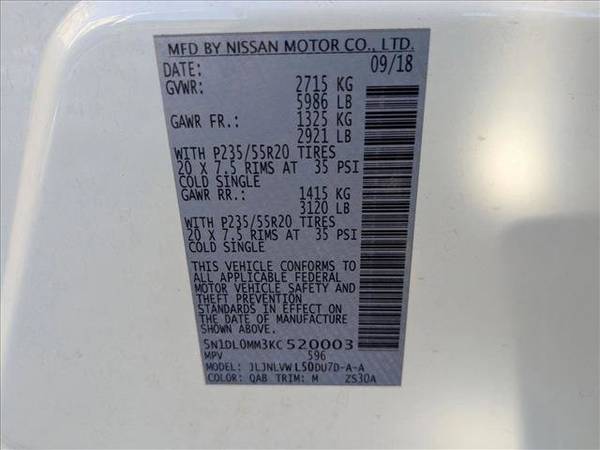 MFD BY NISSAN MOTOR CO., LTD.
DATE: 09/18
GVWR: 2715 KG
5986 LB
GAWR FR.: 1325 KG
2921 LB
WITH P235/55R20 TIRES
20 X 7.5 RIMS AT 35 PSI
COLD SINGLE
GAWR RR.: 1415 KG
3120 LB
WITH P235/55R20 TIRES
20 X 7.5 RIMS AT 35 PSI
COLD SINGLE
THIS VEHICLE CONFORMS TO
ALL APPLICABLE FEDERAL
MOTOR VEHICLE SAFETY AND
THEFT PREVENTION
STANDARDS IN EFFECT ON
THE DATE OF MANUFACTURE
SHOWN ABOVE.
5N1DL0MM3KC520003
MPV 596
MODEL: JLJNLVWL50DU7D-A-A
COLOR: QAB TRIM: M ZS30A